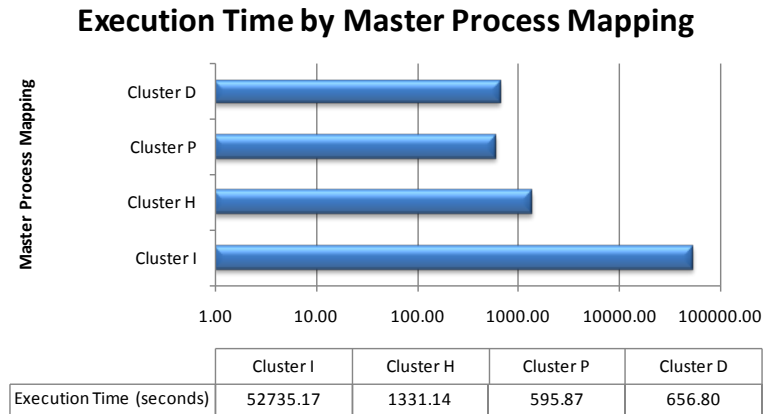 Execution Time by Master Process Mapping
Master Process Mapping
Cluster D
Cluster P
Cluster H
Cluster I
1.00 10.00 100.00 1000.00 10000.00 100000.00
Cluster I Cluster H Cluster P Cluster D
Execution Time (seconds) 52735.17 1331.14 595.87 656.80